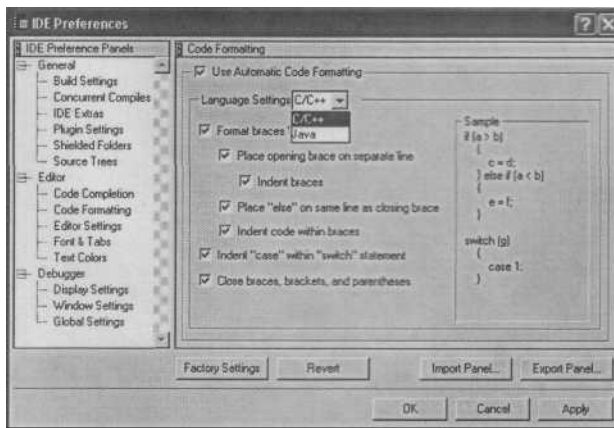 IDE Preferences
IDE Preference Panels
General
Build Settings
Concurrent Compiles
IDE Extras
Plugin Settings
Shielded Folders
Source Trees
Editor
Code Completion
Code Formatting
Editor Settings
Font & Tabs
Text Colors
Debugger
Display Settings
Window Settings
Global Settings
Code Formatting
Use Automatic Code Formatting
Language Settings C/C++
C/C++
Java
Format braces
Place opening brace on separate line
Indent braces
Place "else" on same line as closing brace
Indent code within braces
Indent "case" within "switch" statement
Close braces, brackets, and parentheses
Sample
if (a > b)
{
c = d;
} else if (a < b)
{
e = f;
}
switch (g)
{
case 1:
}
Factory Settings
Revert
Import Panel...
Export Panel...
OK
Cancel
Apply